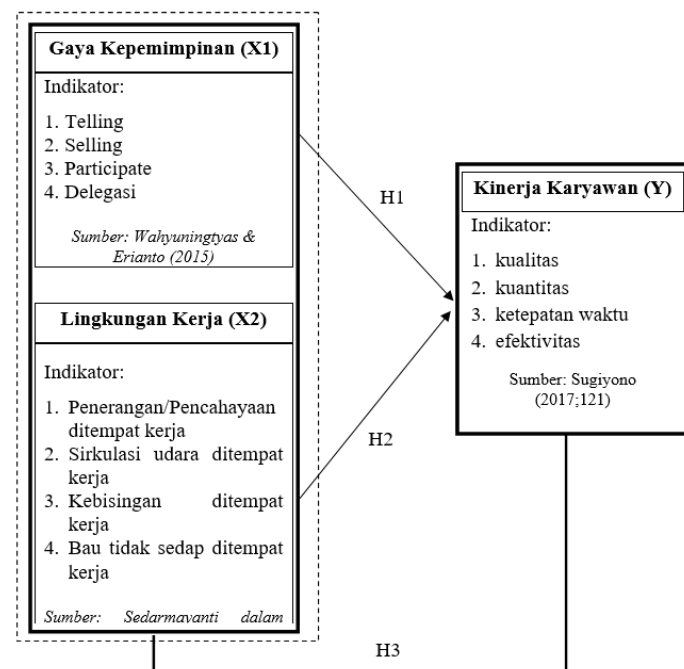 Gaya Kepemimpinan (X1)
Indikator:
1. Telling
2. Selling
3. Participate
4. Delegasi
Sumber: Wahyuningtyas &
Erianto (2015)
Lingkungan Kerja (X2)
Indikator:
1. Penerangan/Pencahayaan
ditempat kerja
2. Sirkulasi udara ditempat
kerja
3. Kebisingan ditempat
kerja
4. Bau tidak sedap ditempat
kerja
Sumber: Sedarmayanti dalam
H1
H2
H3
Kinerja Karyawan (Y)
Indikator:
1. kualitas
2. kuantitas
3. ketepatan waktu
4. efektivitas
Sumber: Sugiyono
(2017;121)